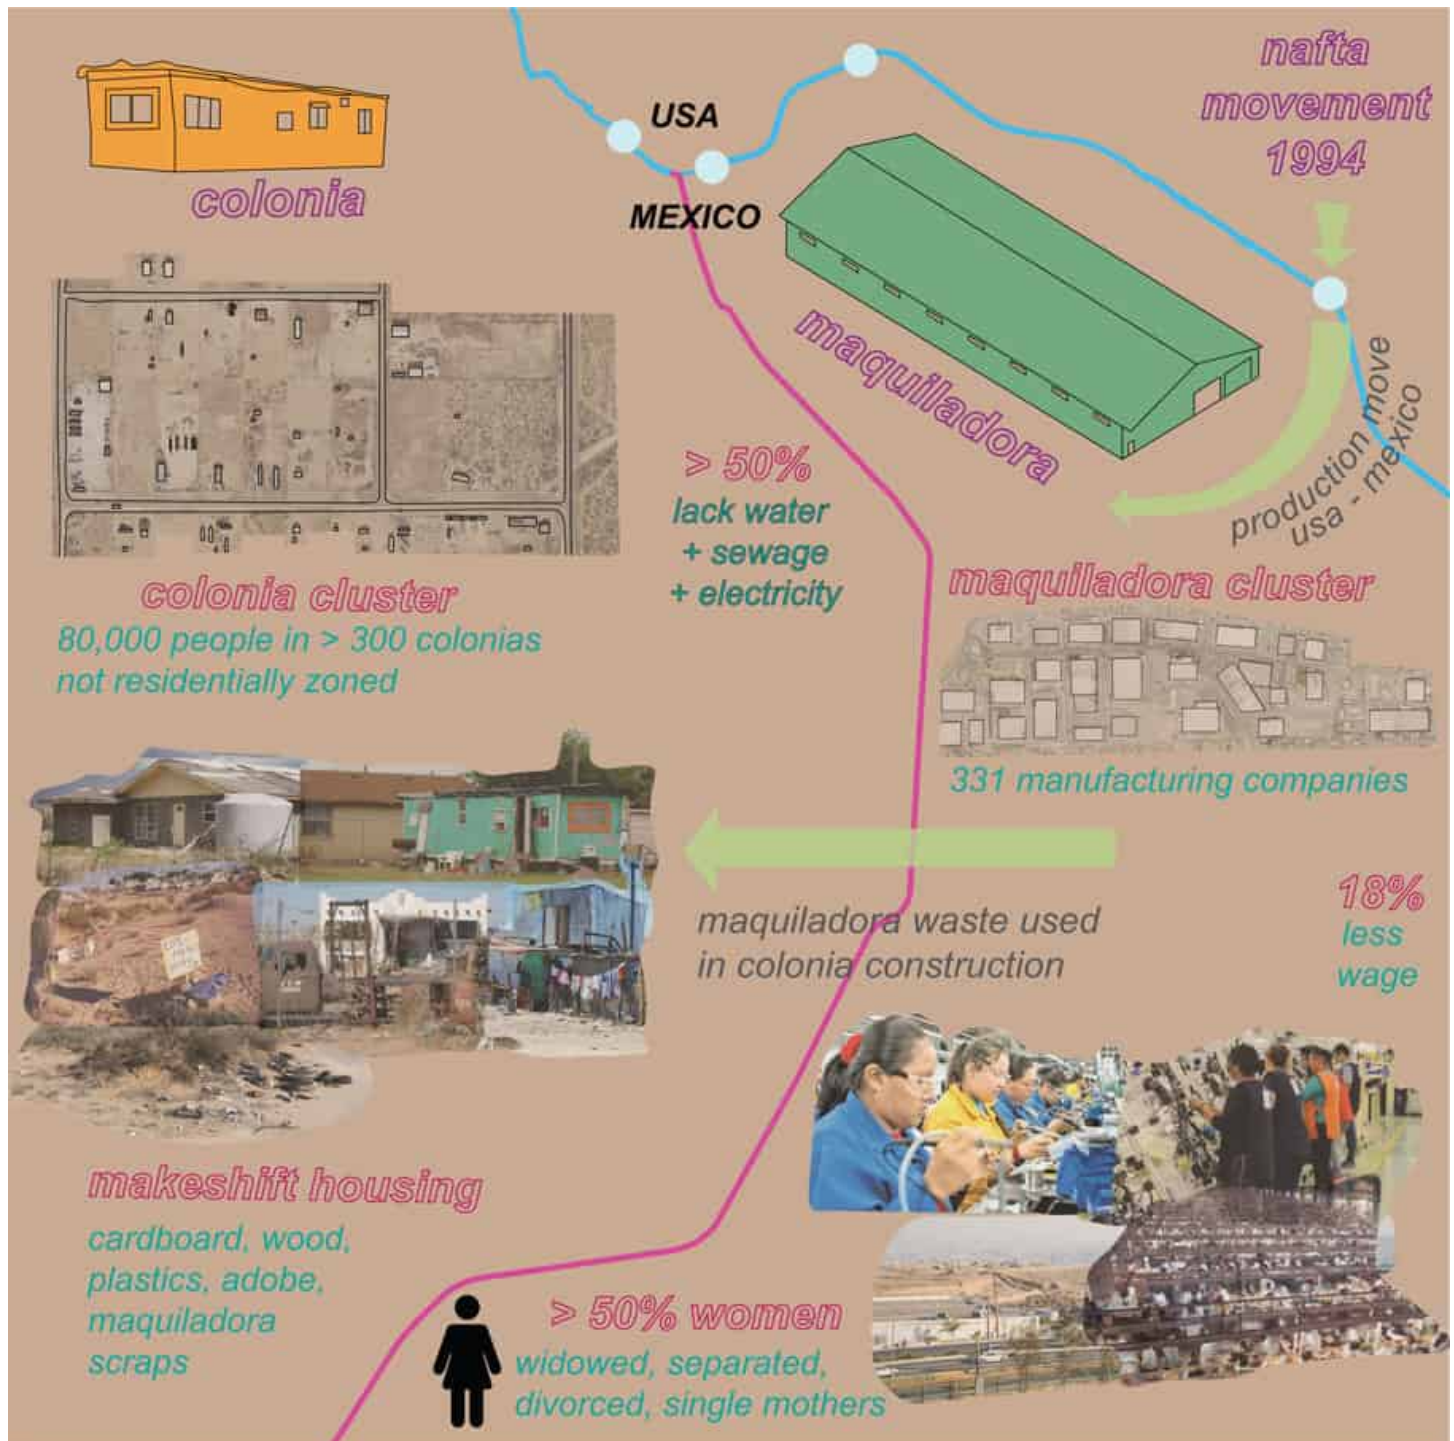 nafta
movement
1994
USA
MEXICO
colonia
maquiladora
production move
usa - mexico
> 50%
lack water
+ sewage
+ electricity
colonia cluster
80,000 people in > 300 colonias
not residentially zoned
maquiladora cluster
331 manufacturing companies
maquiladora waste used
in colonia construction
18%
less
wage
makeshift housing
cardboard, wood,
plastics, adobe,
maquiladora
scraps
> 50% women
widowed, separated,
divorced, single mothers